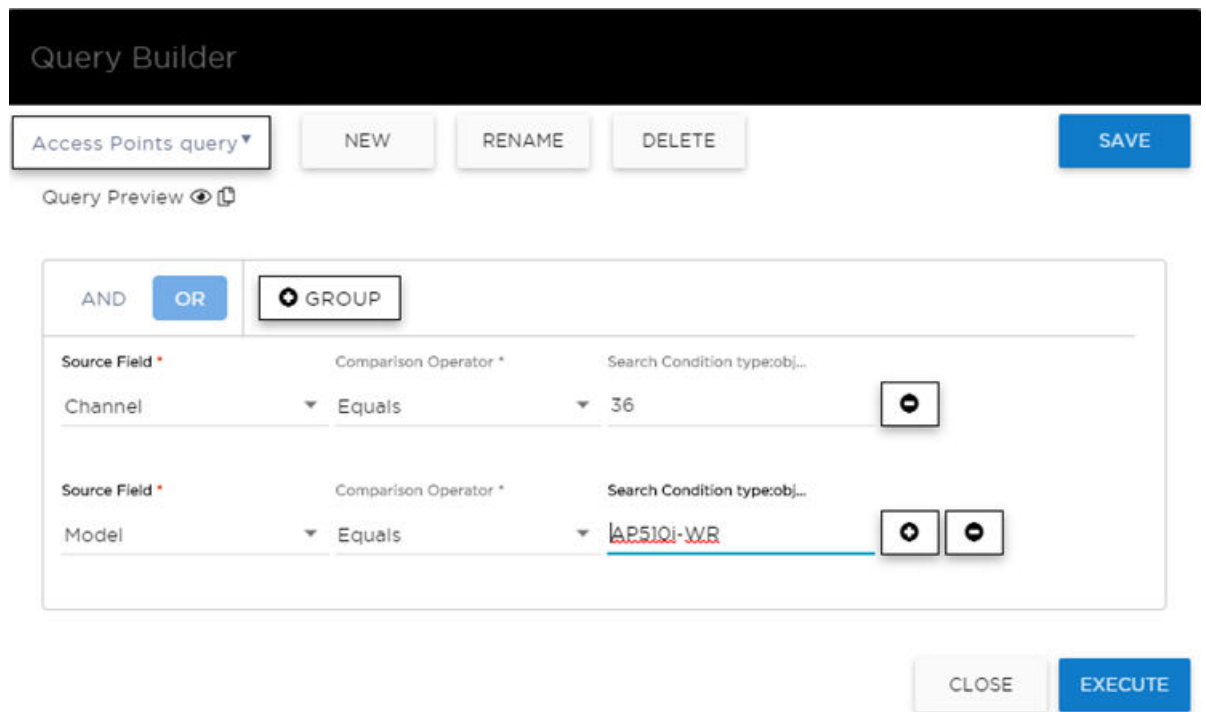 Query Builder
Access Points query NEW RENAME DELETE SAVE
Query Preview
AND OR GROUP
Source Field * Comparison Operator * Search Condition type:obj...
Channel Equals 36
Source Field * Comparison Operator * Search Condition type:obj...
Model Equals AP510i-WR
CLOSE EXECUTE